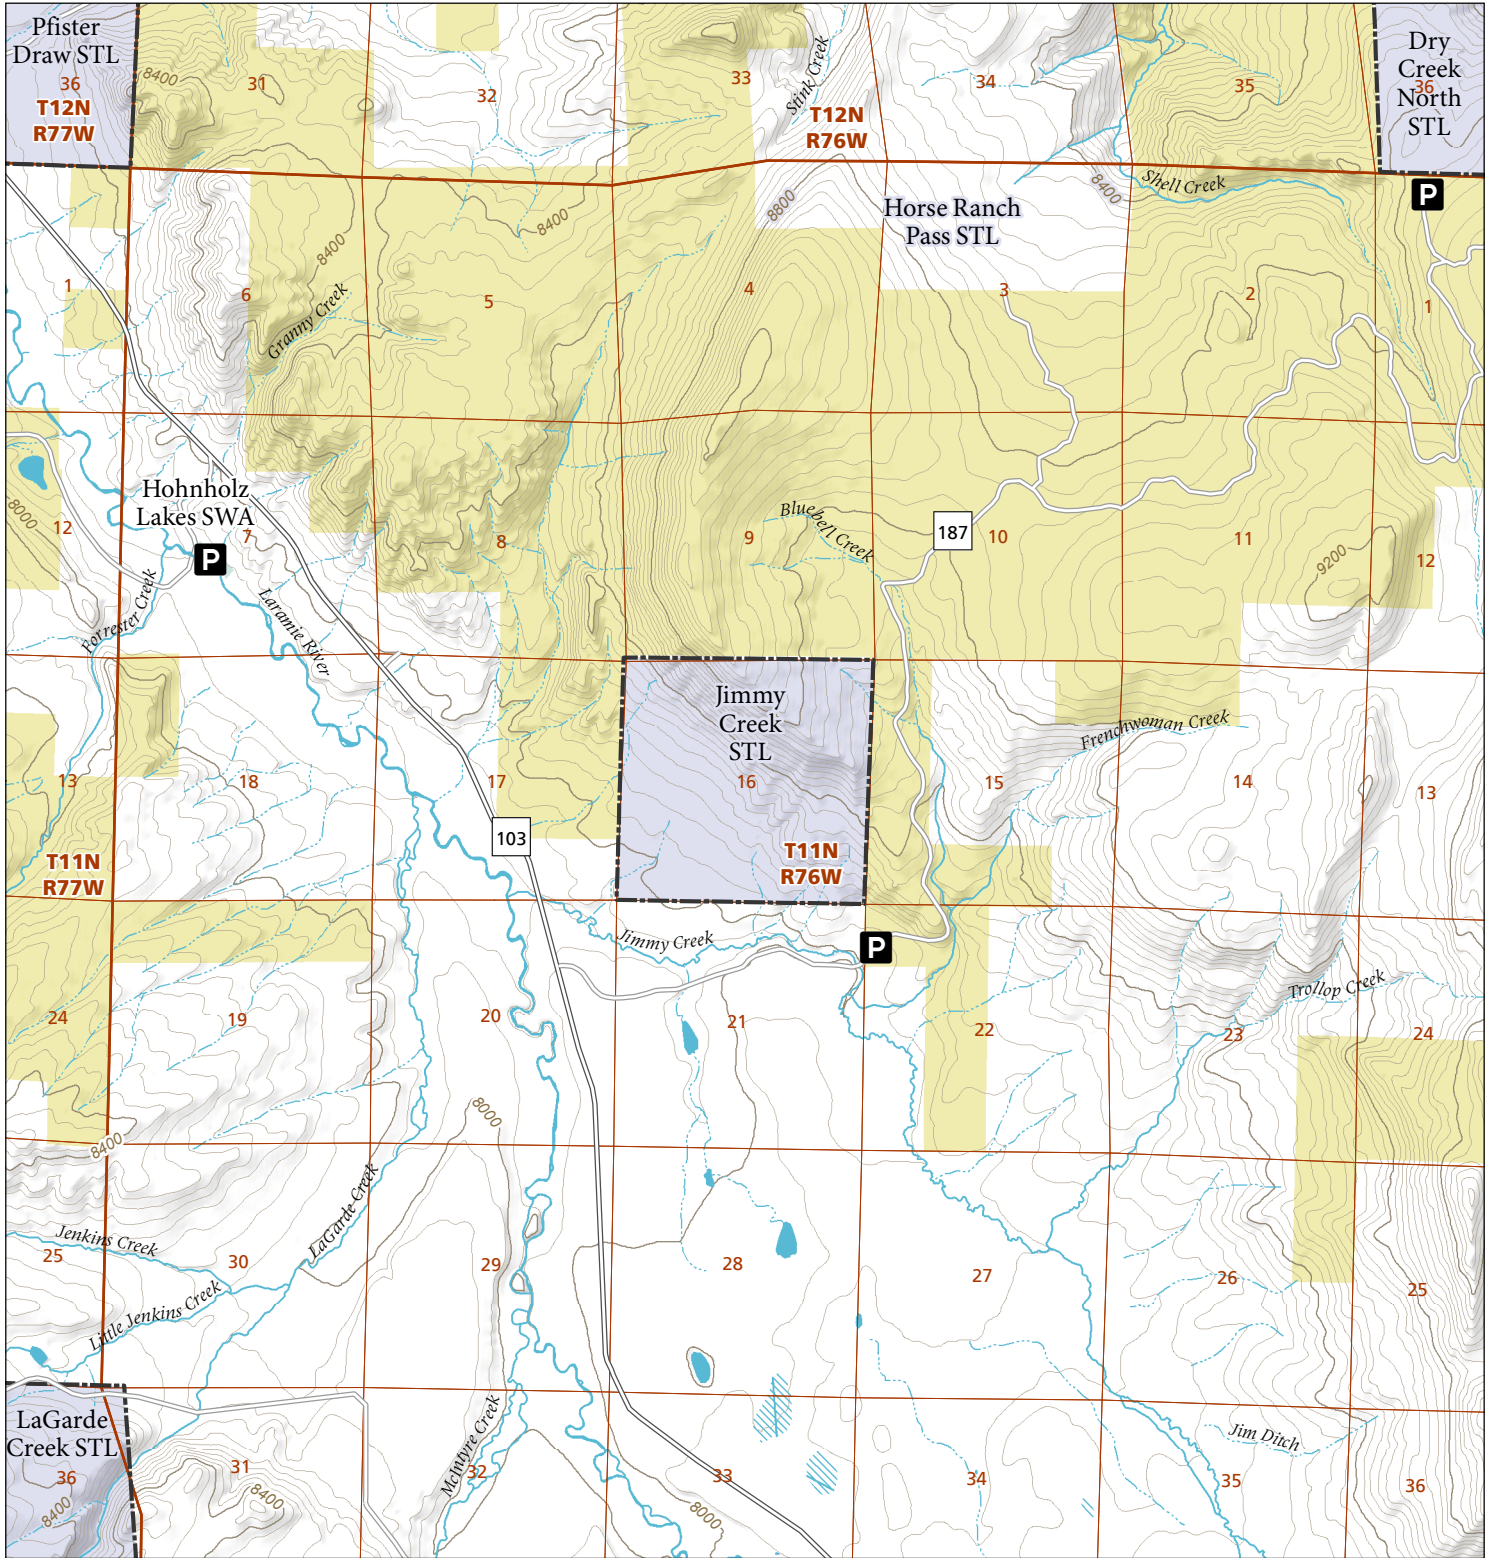 Pfister
Draw STL
36
T12N
R77W
8400
31
32
33
Stink Creek
T12N
R76W
34
35
Dry
Creek
36
North
STL
P
8400
Shell Creek
8800
Horse Ranch
Pass STL
8400
8400
1
6
Granny Creek
5
4
3
2
1
Hohnholz
Lakes SWA
8000
12
7
P
8
Bluebell Creek
9
187
10
11
9200
12
Forrester Creek
Laramie River
Jimmy
Creek
STL
16
Frenchwoman Creek
13
18
17
15
14
13
103
T11N
R77W
T11N
R76W
Jimmy Creek
P
Trollop Creek
24
19
20
21
22
23
24
8000
8400
LaGarde Creek
Jenkins Creek
25
30
29
28
27
26
25
Little Jenkins Creek
LaGarde
Creek STL
36
8400
31
8400
McIntyre Creek
32
33
8000
34
Jim Ditch
35
36